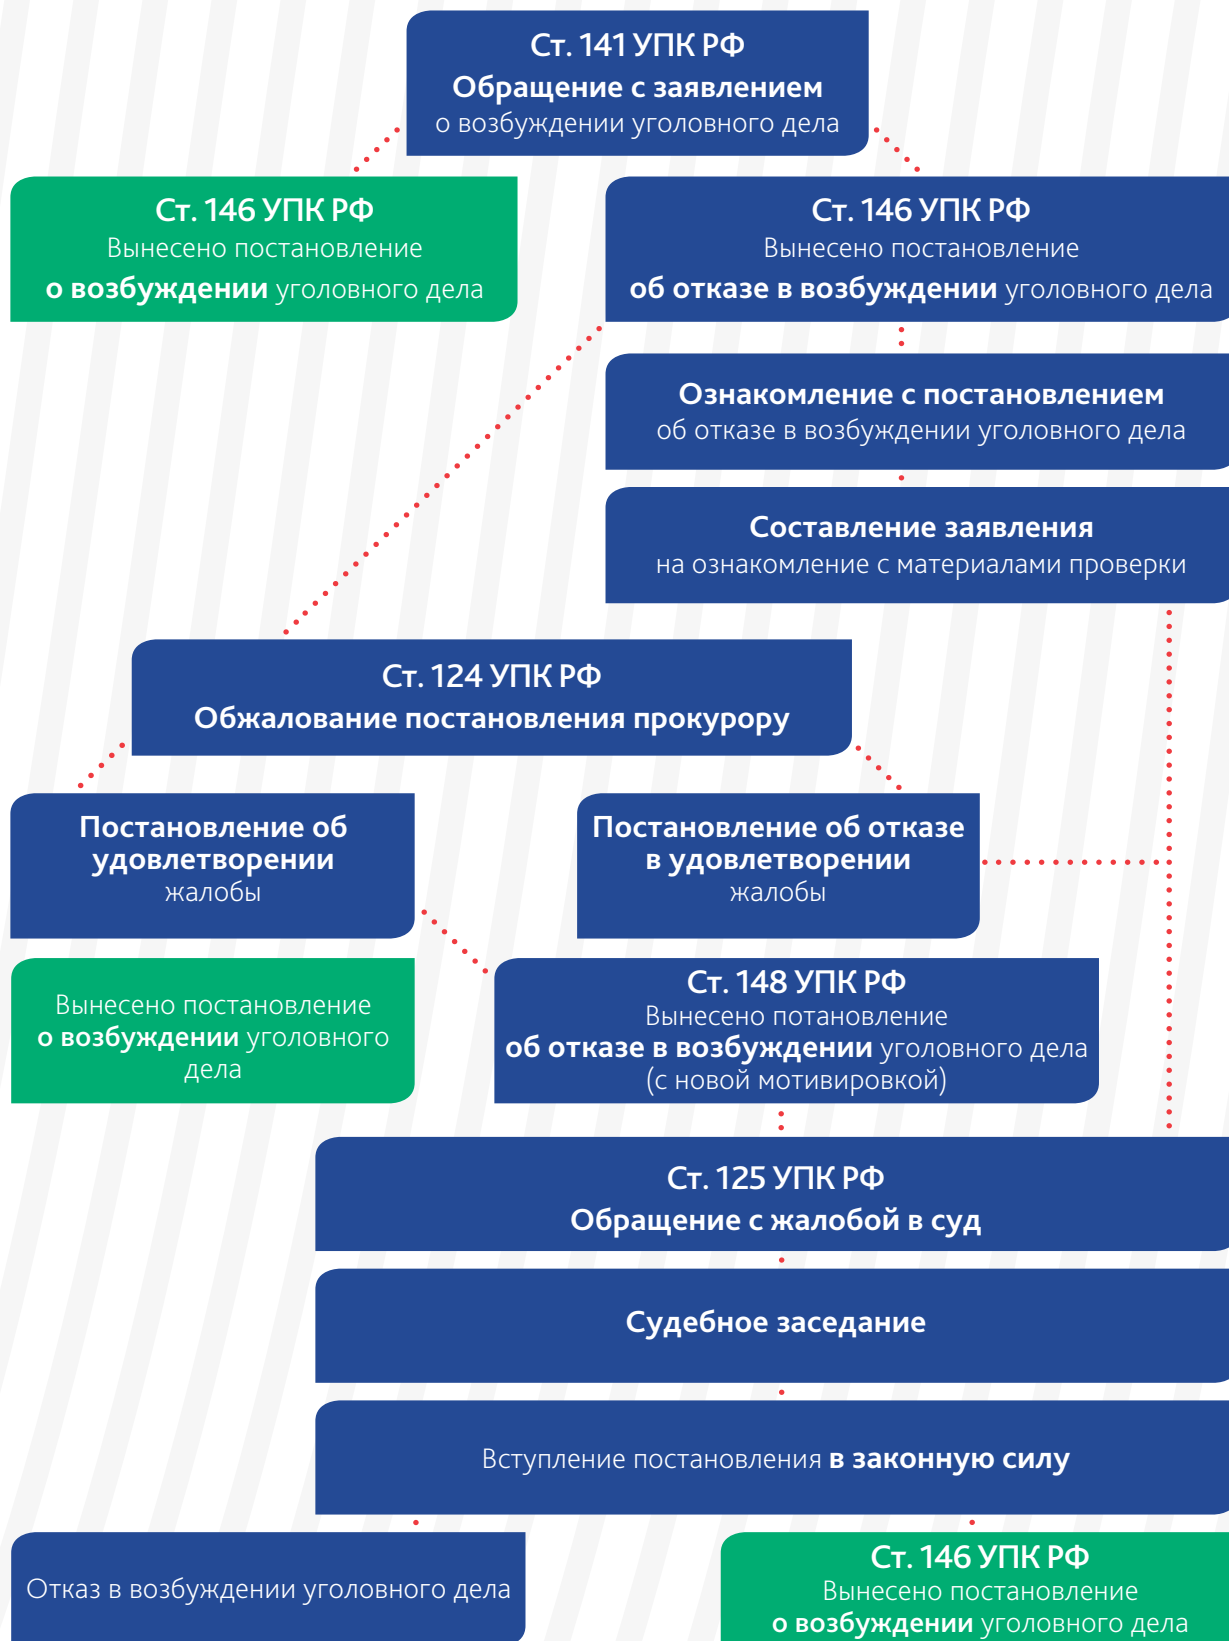 Ст. 141 УПК РФ
Обращение с заявлением
о возбуждении уголовного дела
Ст. 146 УПК РФ
Вынесено постановление
о возбуждении уголовного дела
Ст. 146 УПК РФ
Вынесено постановление
об отказе в возбуждении уголовного дела
Ознакомление с постановлением
об отказе в возбуждении уголовного дела
Составление заявления
на ознакомление с материалами проверки
Ст. 124 УПК РФ
Обжалование постановления прокурору
Постановление об
удовлетворении
жалобы
Постановление об отказе
в удовлетворении
жалобы
Вынесено постановление
о возбуждении уголовного
дела
Ст. 148 УПК РФ
Вынесено потановление
об отказе в возбуждении уголовного дела
(с новой мотивировкой)
Ст. 125 УПК РФ
Обращение с жалобой в суд
Судебное заседание
Вступление постановления в законную силу
Отказ в возбуждении уголовного дела
Ст. 146 УПК РФ
Вынесено постановление
о возбуждении уголовного дела